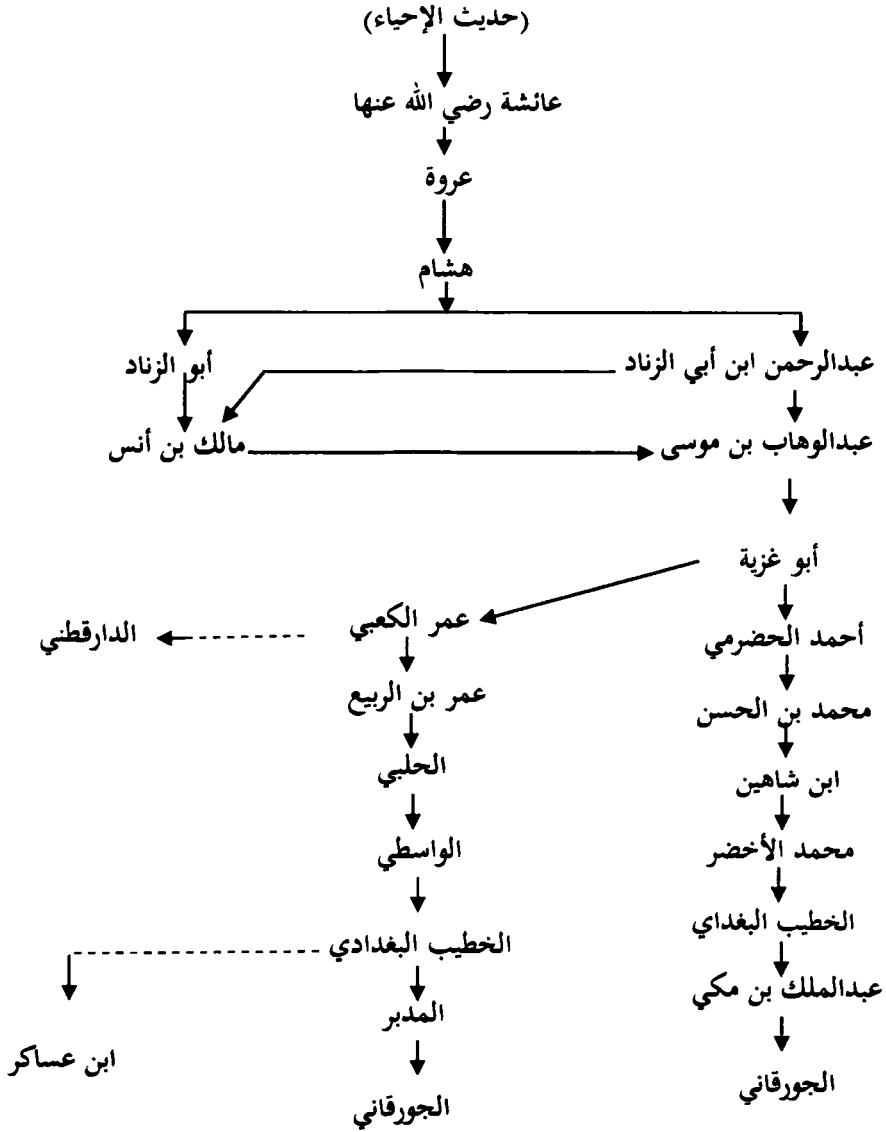 (حديث الإحياء)
عائشة رضي الله عنها
عروة
هشام
عبدالرحمن ابن أبي الزناد
أبو الزناد
عبدالوهاب بن موسى
مالك بن أنس
أبو غزية
عمر الكعبي
الدارقطني
أحمد الحضرمي
عمر بن الربيع
محمد بن الحسن
الحلبي
ابن شاهين
الواسطي
محمد الأخضر
الخطيب البغداي
الخطيب البغدادي
عبدالملك بن مكي
المدبر
ابن عساكر
الجورقاني
الجورقاني